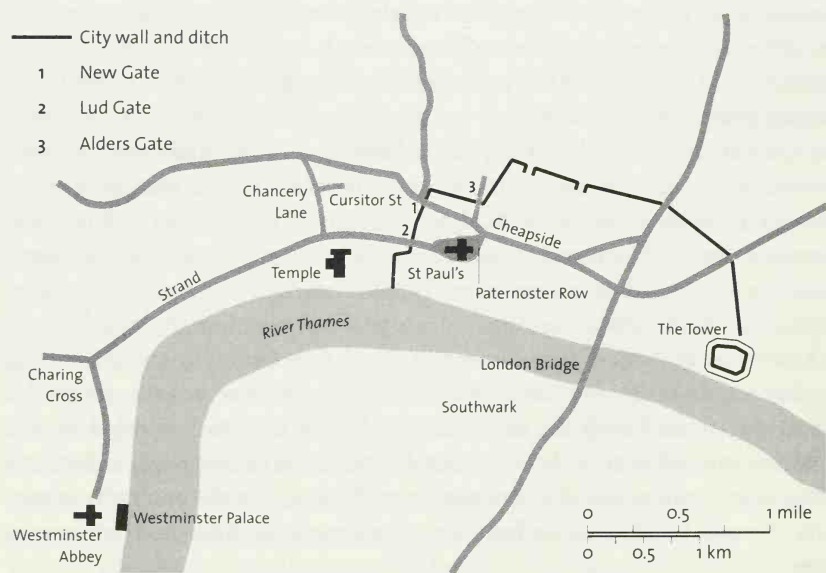 City wall and ditch
1 New Gate
2 Lud Gate
3 Alders Gate
Chancery
Lane
Cursitor St
1
3
2
Cheapside
Temple
St Paul's
Paternoster Row
Strand
River Thames
The Tower
London Bridge
Charing
Cross
Southwark
Westminster Palace
Westminster
Abbey
0 0.5 1 mile
0 0.5 1 km